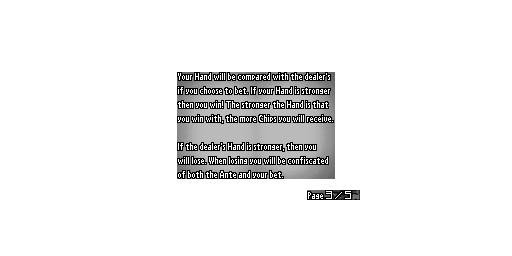 Your Hand will be compared with the dealer's
if you choose to bet. If your Hand is stronger
then you win! The stronger the Hand is that
you win with, the more Chips you will receive.
If the dealer's Hand is stronger, then you
will lose. When losing you will be confiscated
of both the Ante and your bet.
Page 3/5